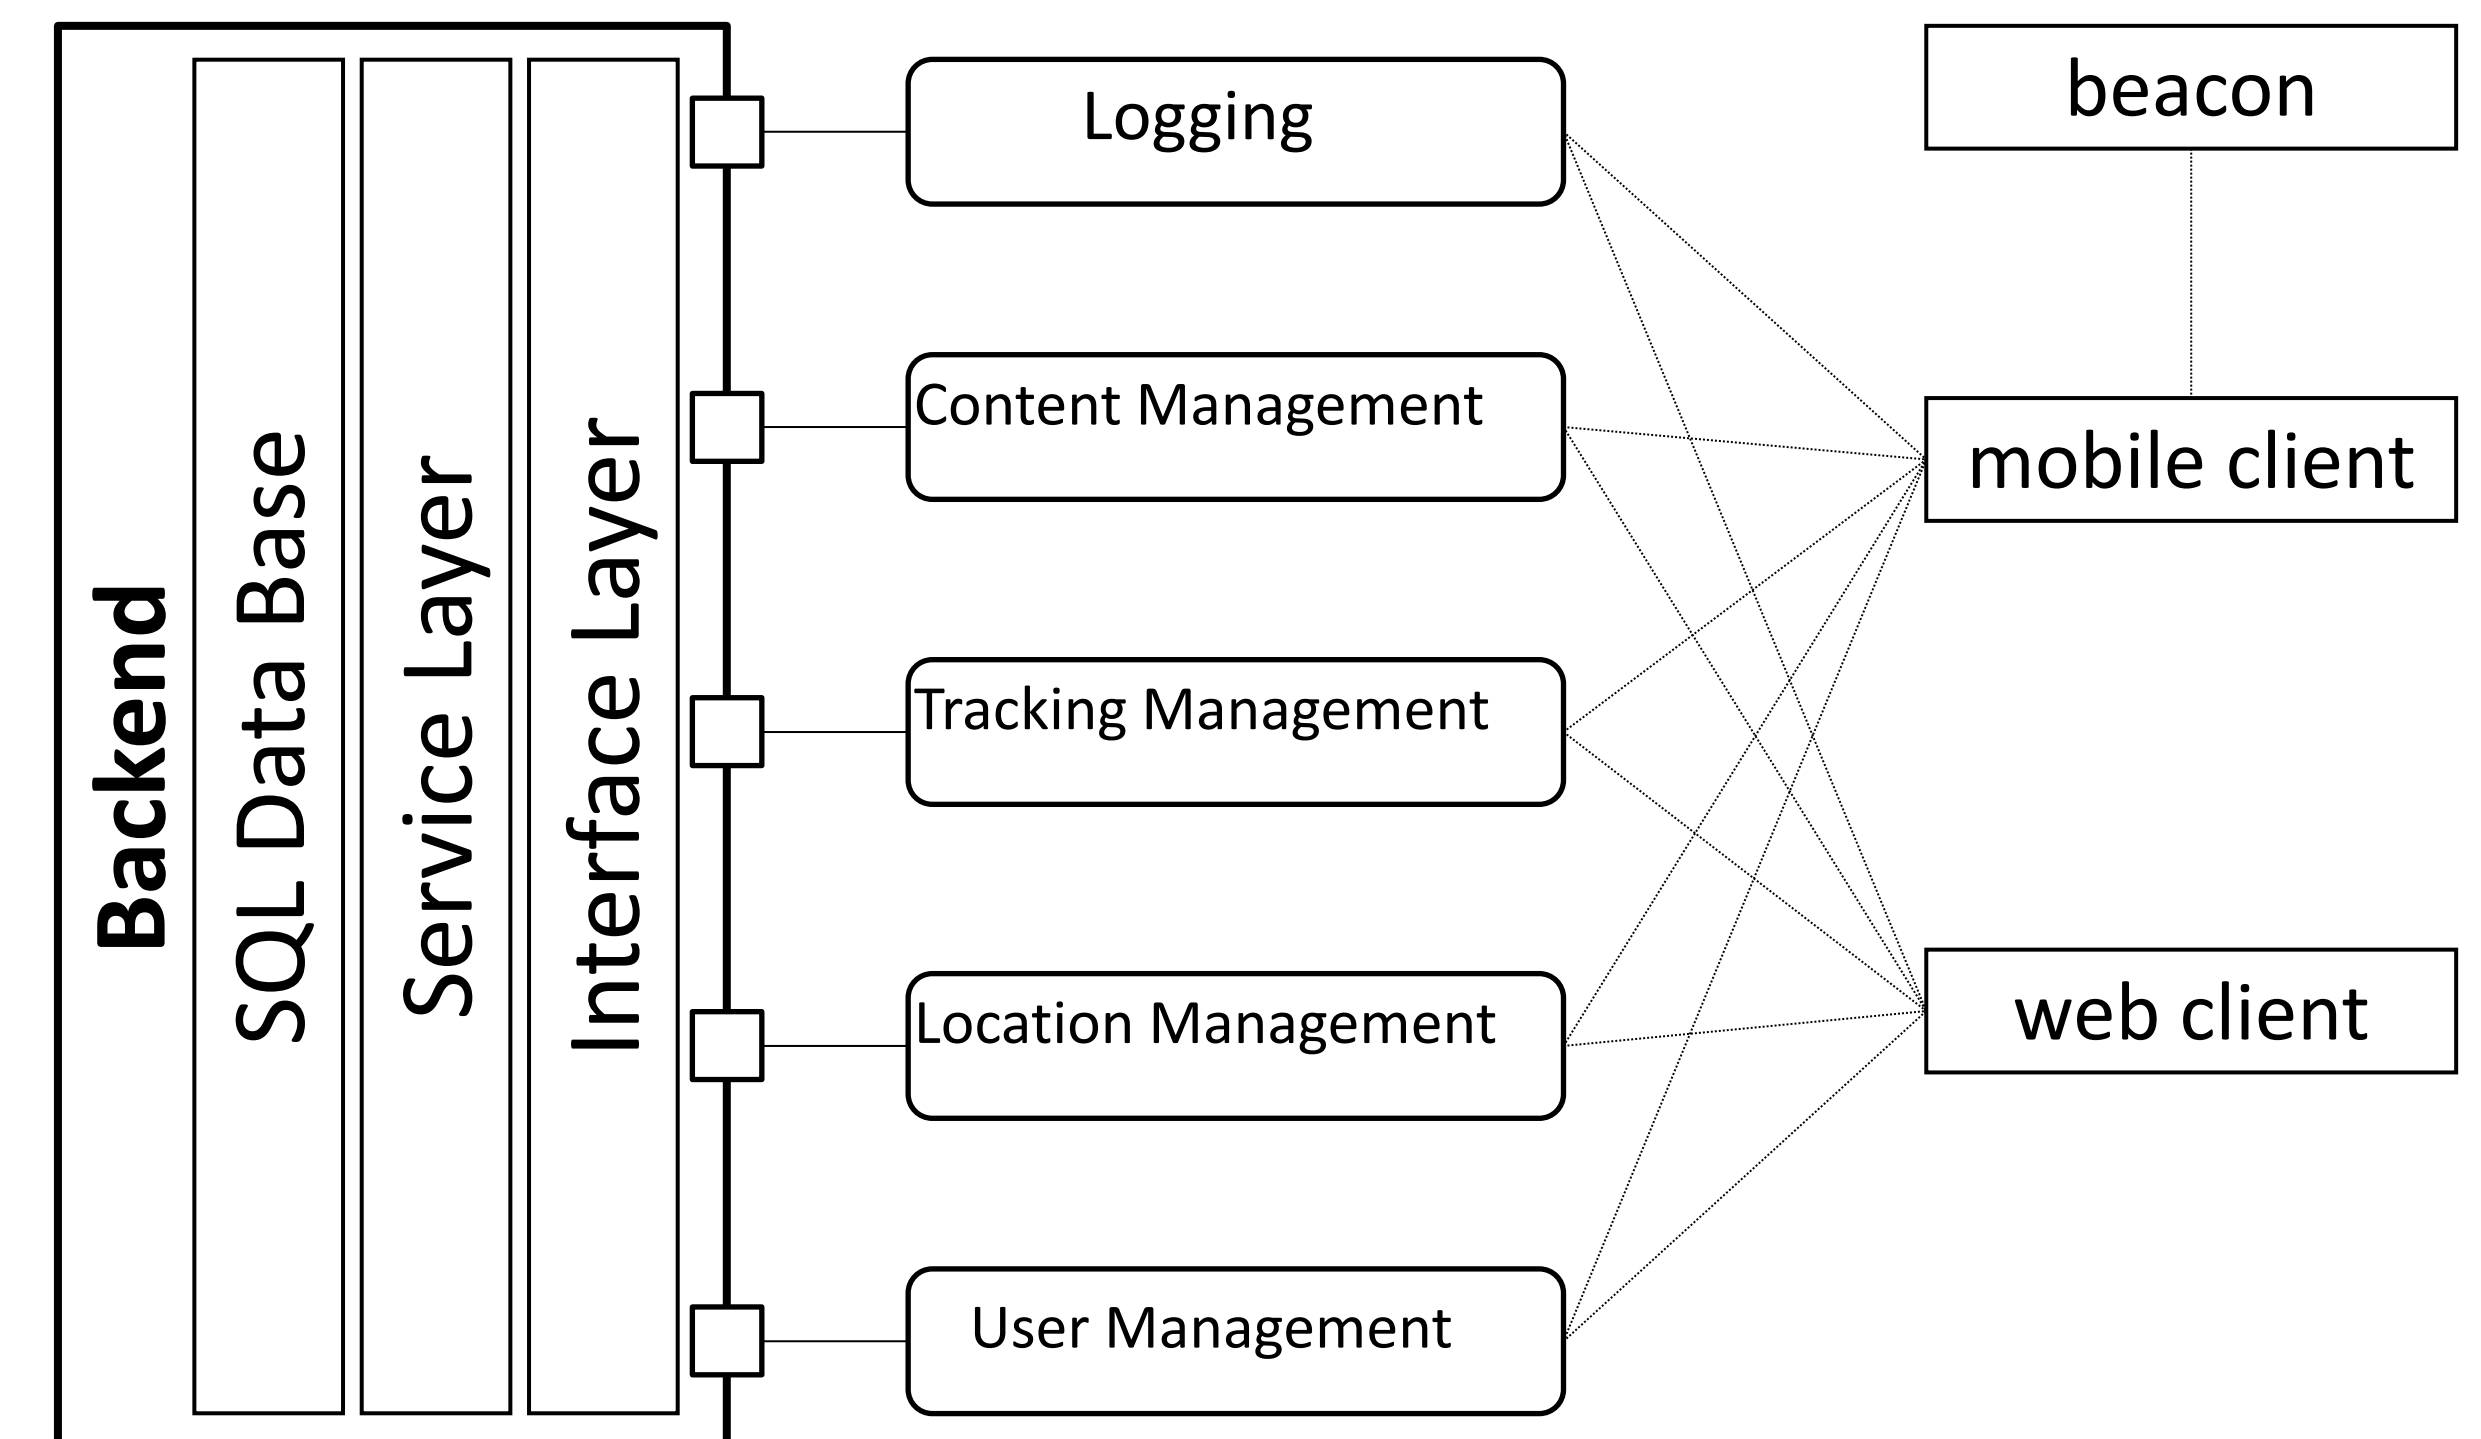 Backend
SQL Data Base
Service Layer
Interface Layer
Logging
Content Management
Tracking Management
Location Management
User Management
beacon
mobile client
web client